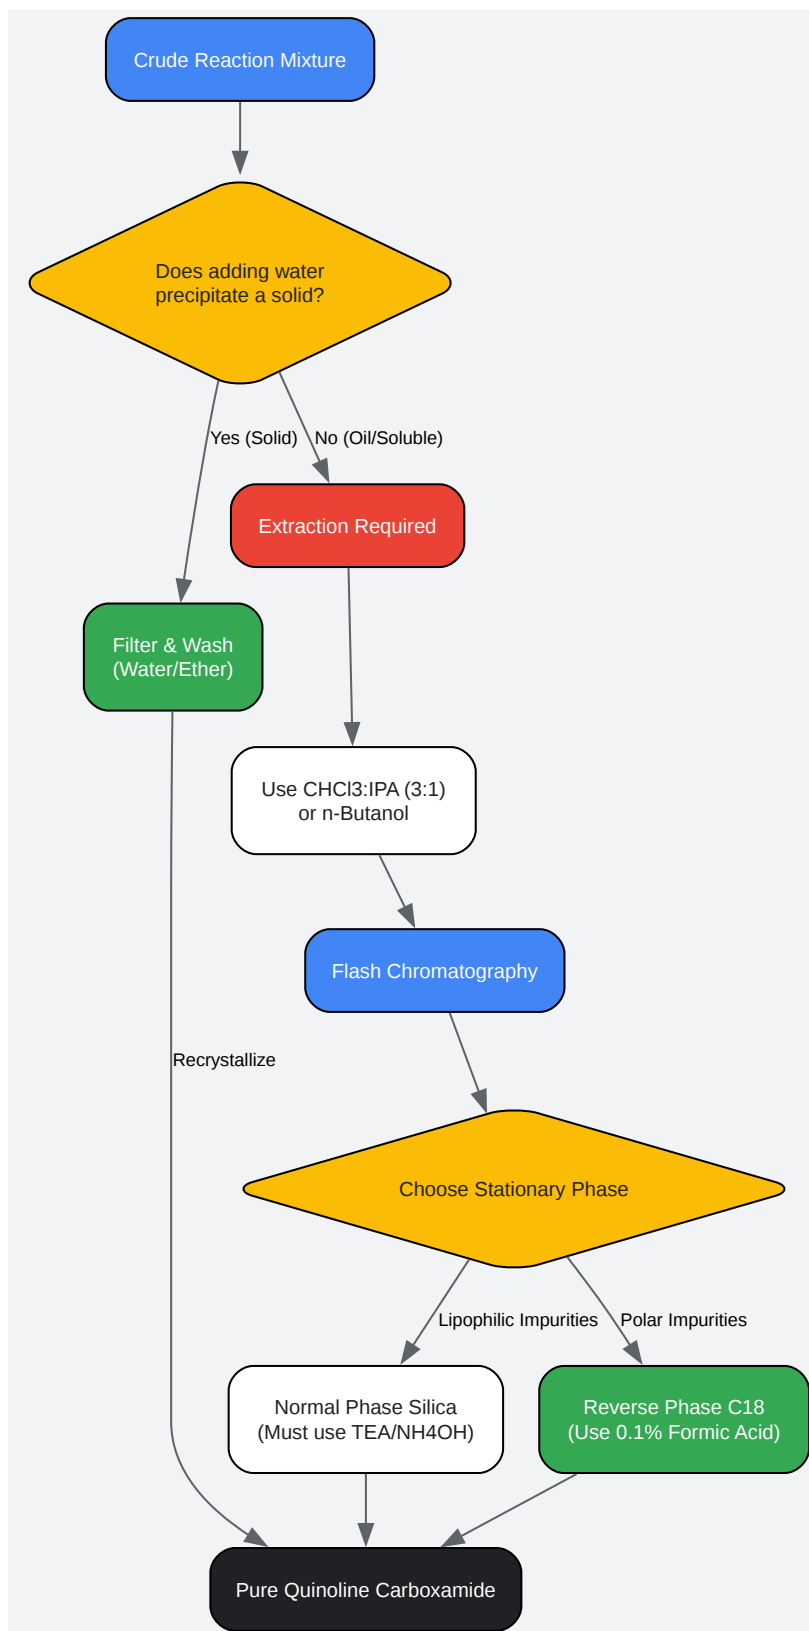 Crude Reaction Mixture
Does adding water
precipitate a solid?
Yes (Solid)
No (Oil/Soluble)
Extraction Required
Filter & Wash
(Water/Ether)
Use CHCl3:IPA (3:1)
or n-Butanol
Flash Chromatography
Recrystallize
Choose Stationary Phase
Lipophilic Impurities
Polar Impurities
Normal Phase Silica
(Must use TEA/NH4OH)
Reverse Phase C18
(Use 0.1% Formic Acid)
Pure Quinoline Carboxamide